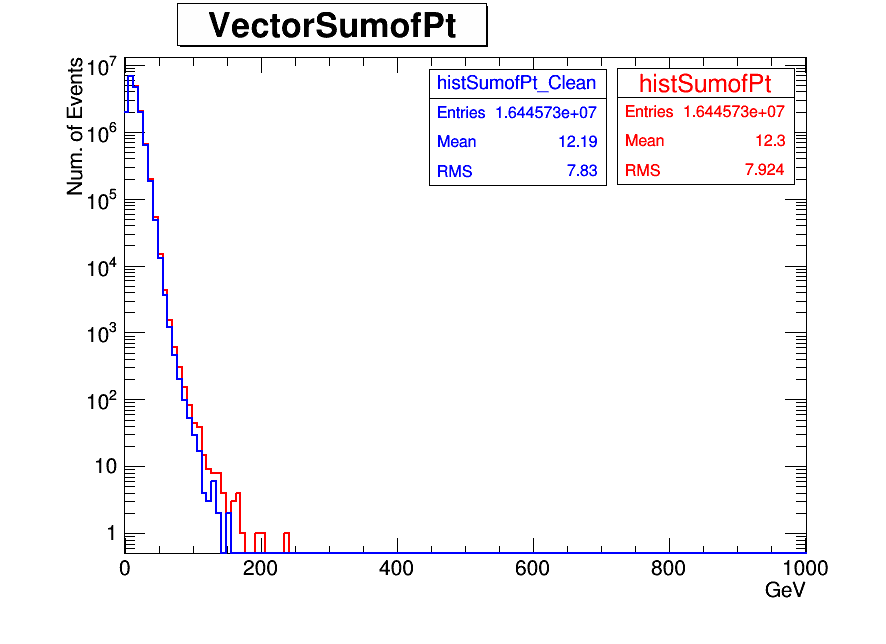 VectorSumofPt
Num. of Events
10^7
10^6
10^5
10^4
10^3
10^2
10
1
histSumofPt_Clean
Entries 1.644573e+07
Mean 12.19
RMS 7.83
histSumofPt
Entries 1.644573e+07
Mean 12.3
RMS 7.924
0 200 400 600 800 1000
GeV